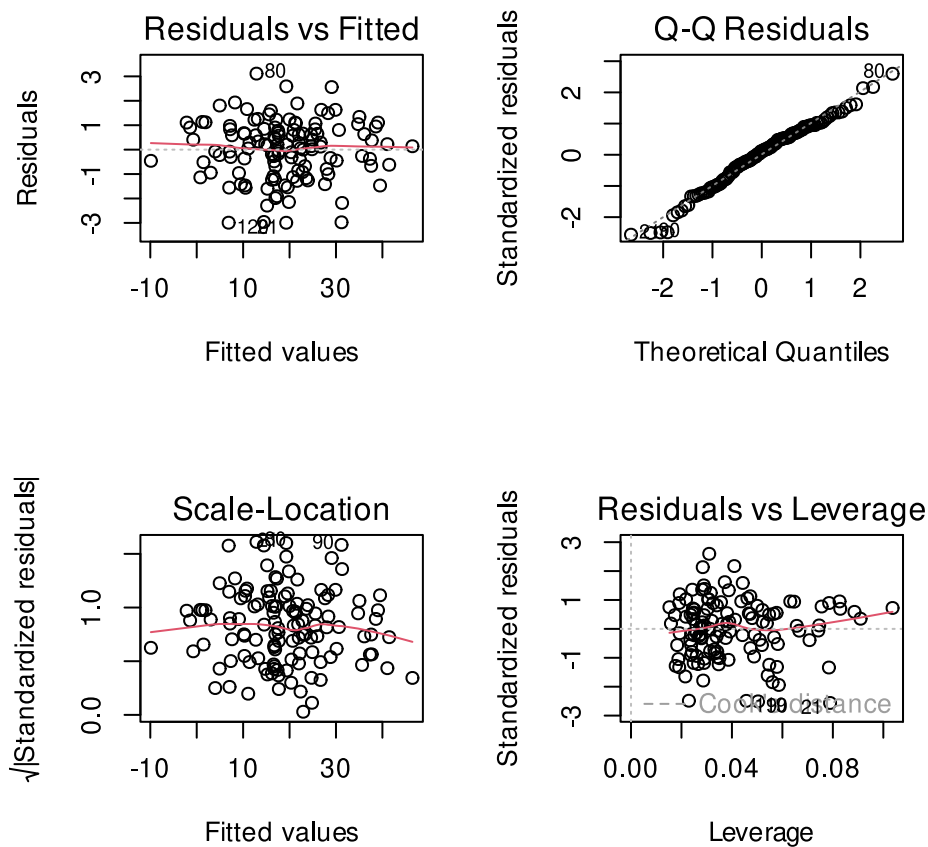 Residuals vs Fitted
Residuals
3
1
-1
-3
80
-10
10
30
Fitted values
Q-Q Residuals
Standardized residuals
2
0
-2
80
-2
-1
0
1
2
Theoretical Quantiles
Scale-Location
√|Standardized residuals|
1.0
0.0
90
-10
10
30
Fitted values
Residuals vs Leverage
Standardized residuals
3
1
-1
-3
Cook's distance
0.00
0.04
0.08
Leverage